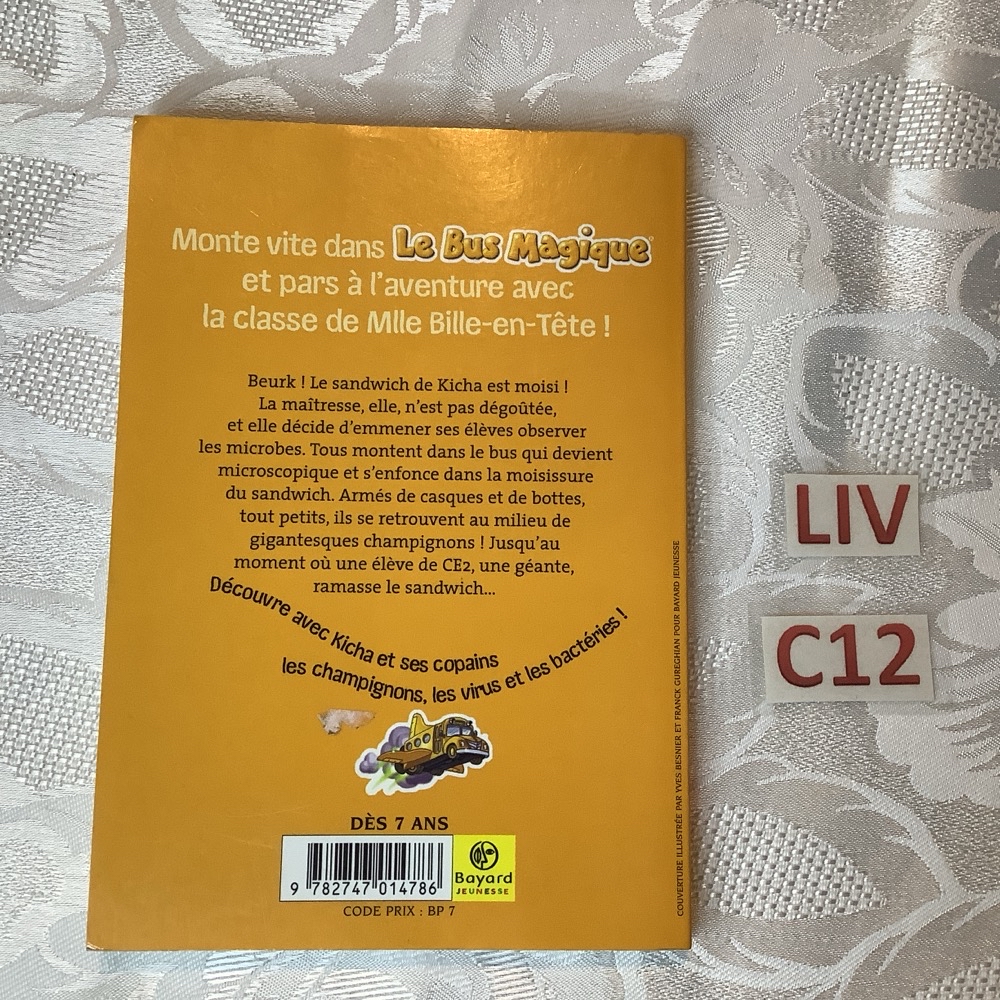 Monte vite dans Le Bus Magique®
et pars à l'aventure avec
la classe de Mlle Bille-en-Tête !
Beurk ! Le sandwich de Kicha est moisi !
La maîtresse, elle, n'est pas dégoûtée,
et elle décide d'emmener ses élèves observer
les microbes. Tous montent dans le bus qui devient
microscopique et s'enfonce dans la moisissure
du sandwich. Armés de casques et de bottes,
tout petits, ils se retrouvent au milieu de
gigantesques champignons ! Jusqu'au
moment où une élève de CE2, une géante,
ramasse le sandwich...
Découvre avec Kicha et ses copains
les champignons, les virus et les bactéries !
DÈS 7 ANS
9 782747 014786
Bayard
JEUNESSE
CODE PRIX : BP 7
COUVERTURE ILLUSTRÉE PAR YVES BESNIER ET FRANCK GUREGHIAN POUR BAYARD JEUNESSE
LIV
C12